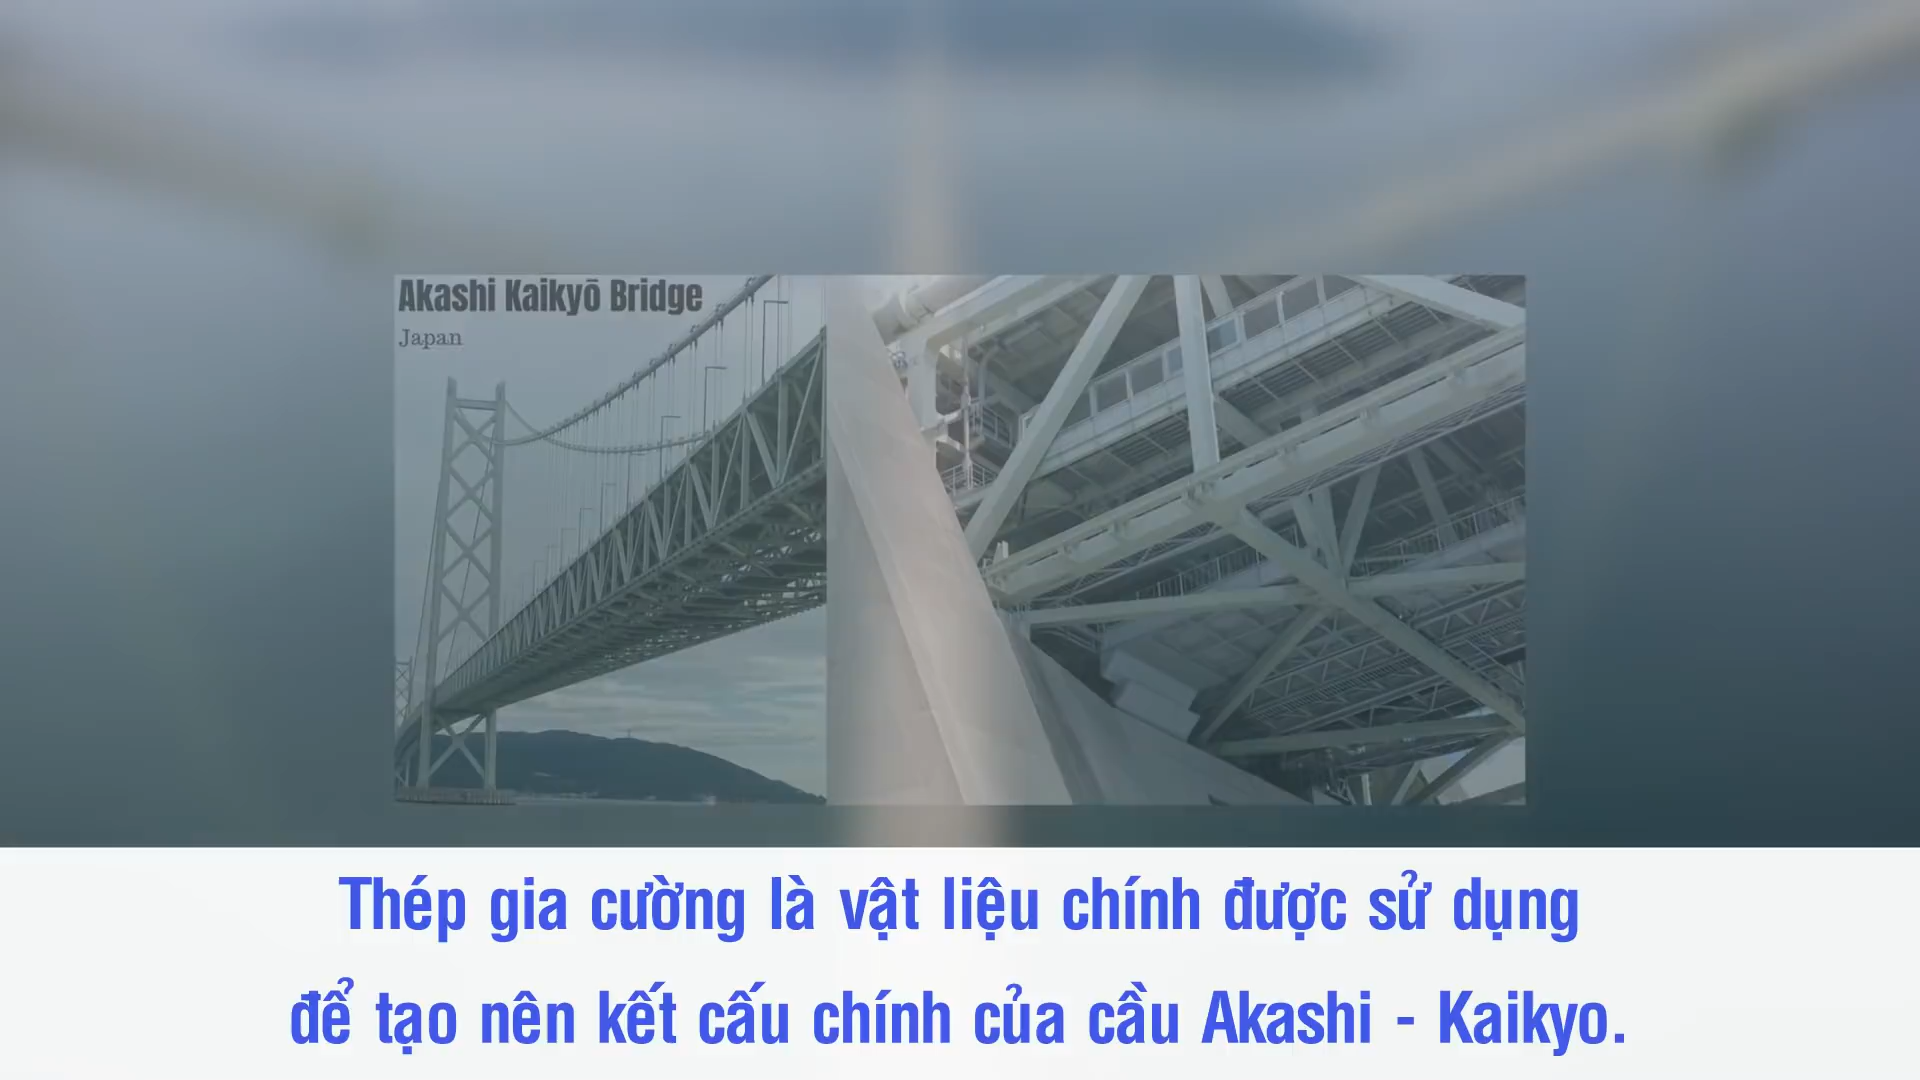 Akashi Kaikyō Bridge
Japan
Thép gia cường là vật liệu chính được sử dụng
để tạo nên kết cấu chính của cầu Akashi - Kaikyo.